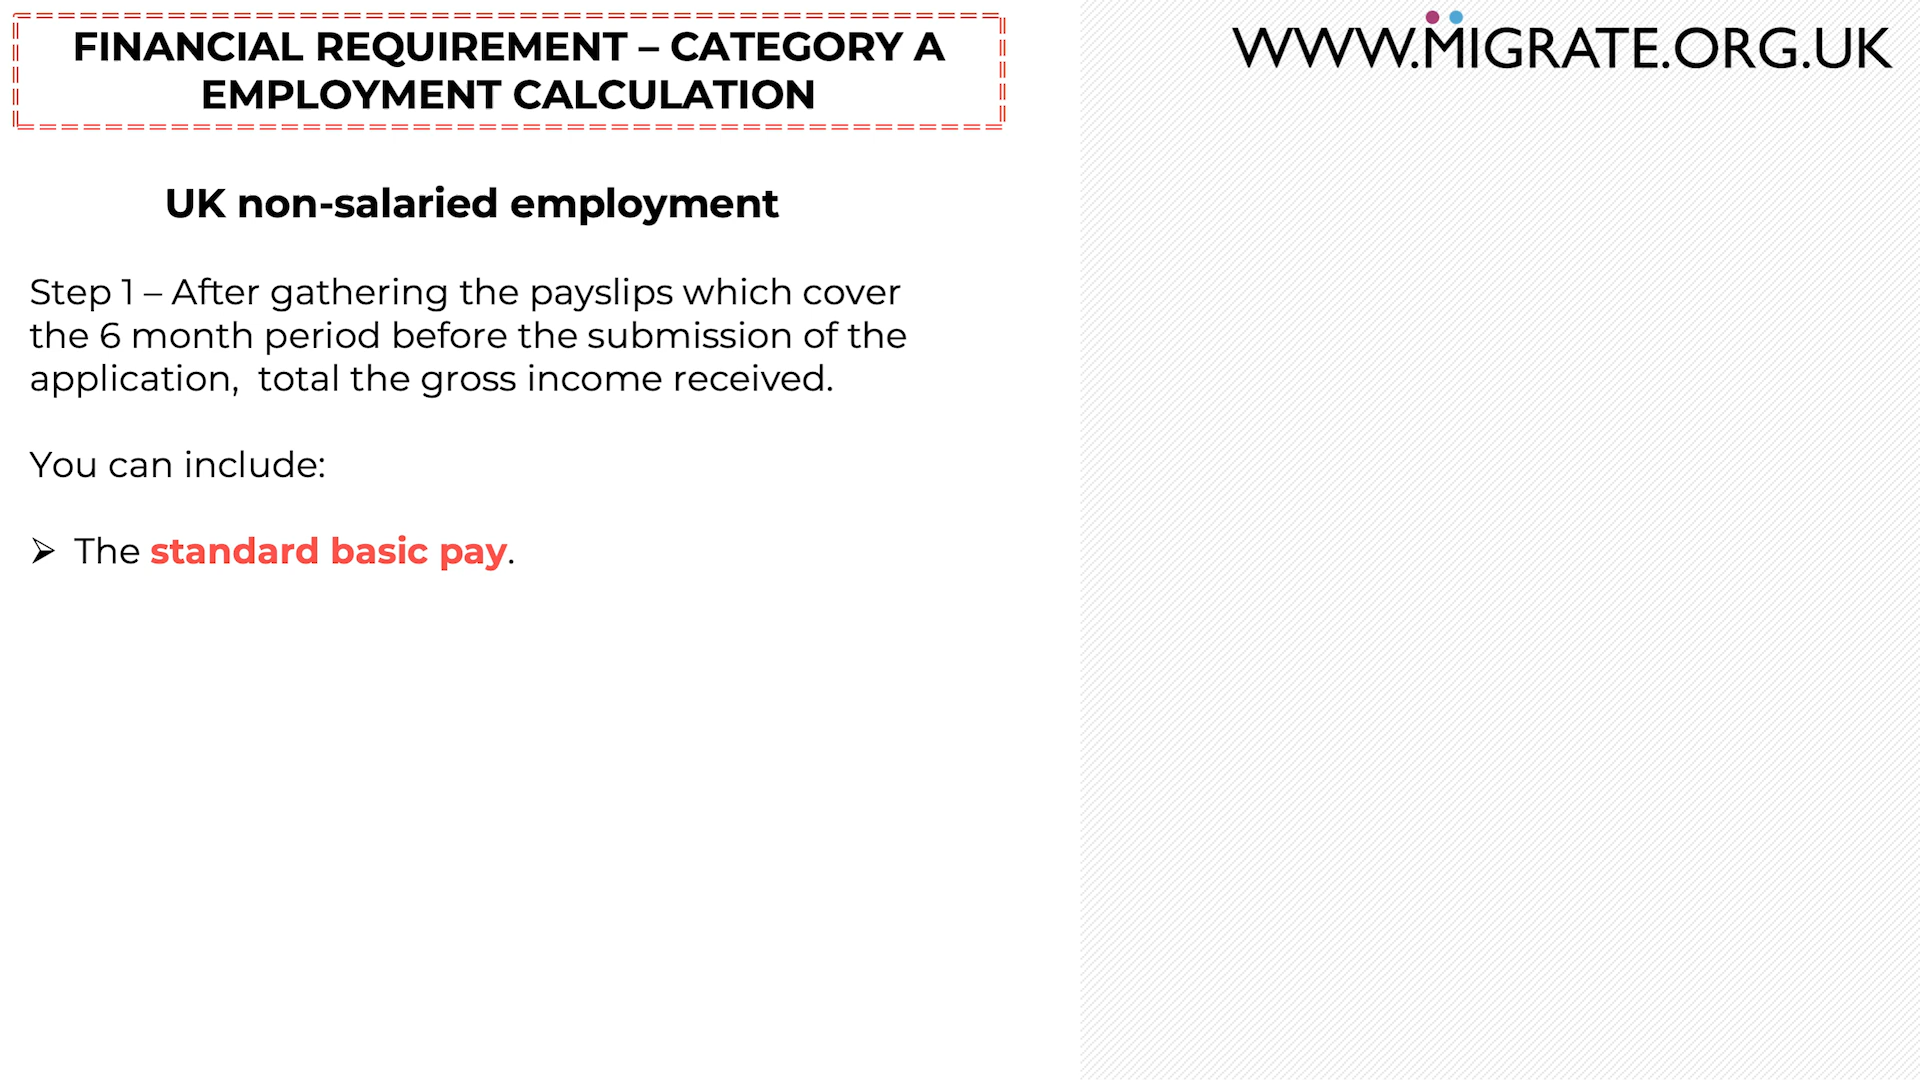 FINANCIAL REQUIREMENT – CATEGORY A
EMPLOYMENT CALCULATION
WWW.MIGRATE.ORG.UK
UK non-salaried employment
Step 1 – After gathering the payslips which cover
the 6 month period before the submission of the
application,  total the gross income received.
You can include:
➢ The standard basic pay.